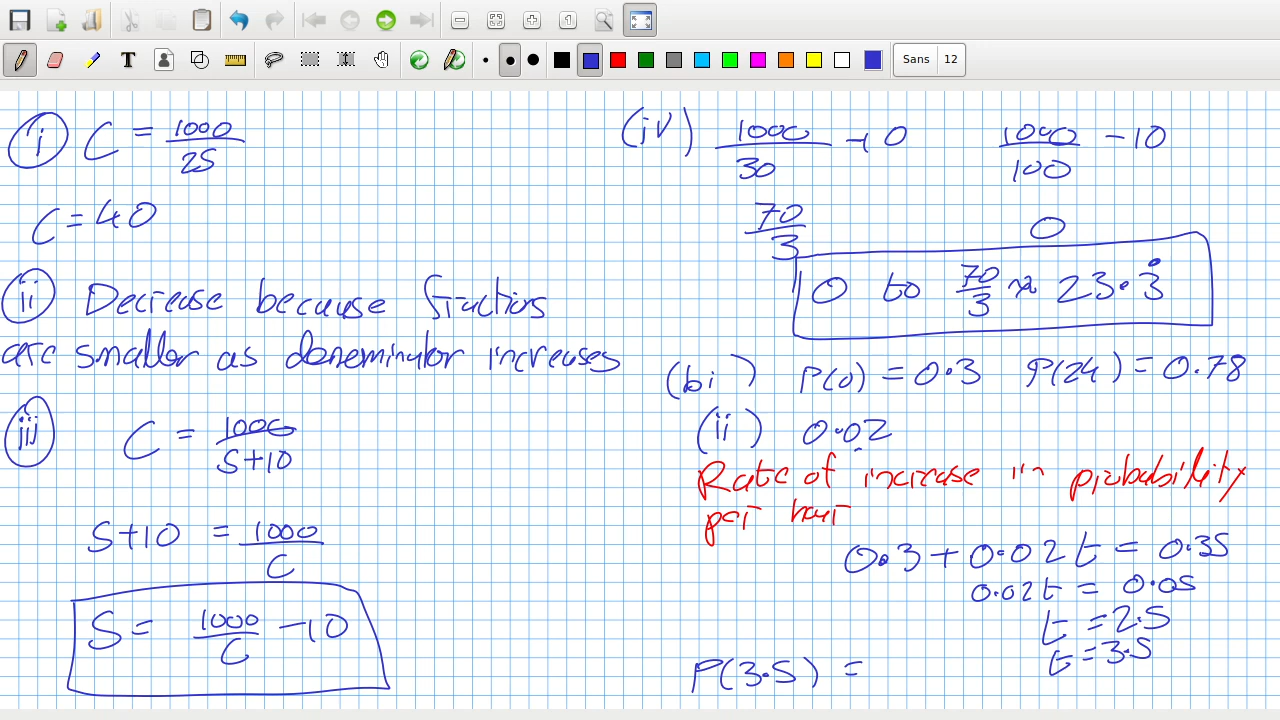 Sans 12
i C = 1000/25
C = 40
ii Decrease because fractions
are smaller as denominator increases
iii C = 1000/S+10
S+10 = 1000/C
S = 1000/C - 10
(iv) 1000/30 - 10 1000/100 - 10
70/3 0
0 to 70/3 ≈ 23.3̇
(bi) P(0) = 0.3 P(24) = 0.78
(ii) 0.02
Rate of increase in probability
per hour
0.3 + 0.02t = 0.35
0.02t = 0.05
t = 2.5
t = 3.5
P(3.5) =